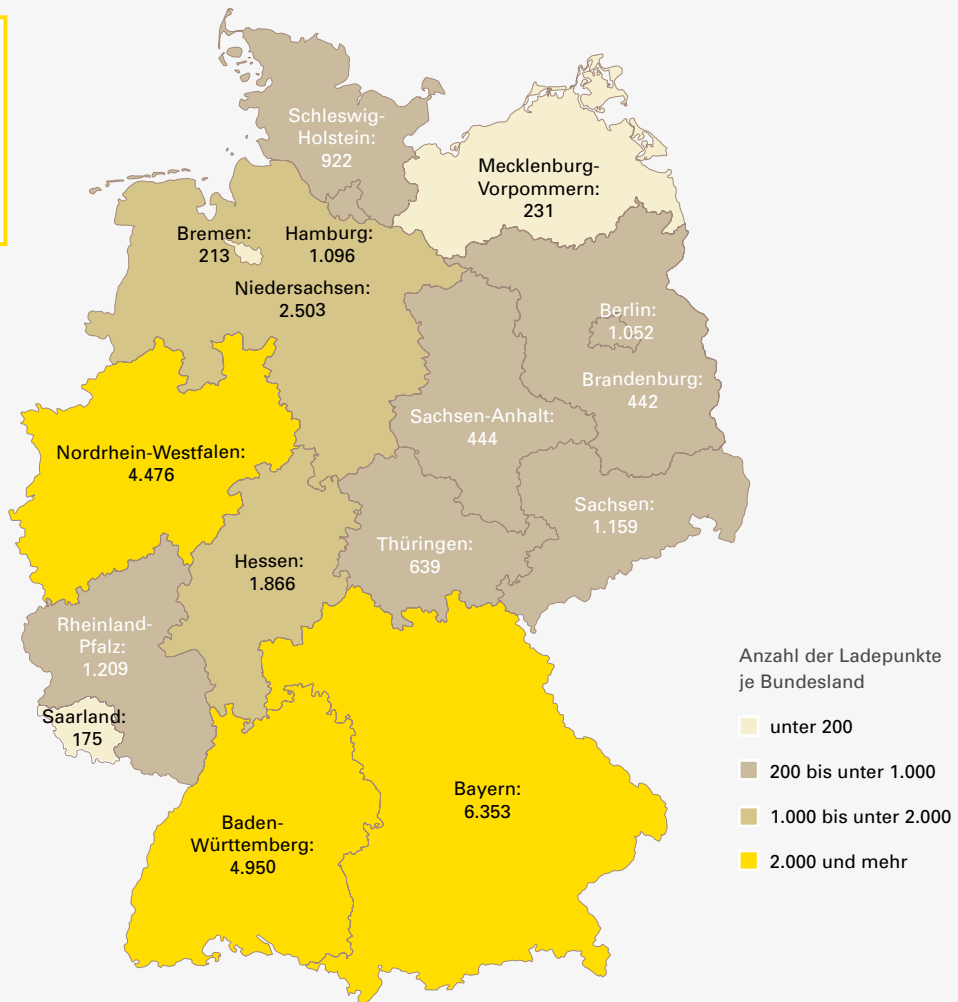 Schleswig-
Holstein:
922
Mecklenburg-
Vorpommern:
231
Bremen:
213
Hamburg:
1.096
Niedersachsen:
2.503
Berlin:
1.052
Brandenburg:
442
Sachsen-Anhalt:
444
Nordrhein-Westfalen:
4.476
Sachsen:
1.159
Thüringen:
639
Hessen:
1.866
Rheinland-
Pfalz:
1.209
Saarland:
175
Bayern:
6.353
Baden-
Württemberg:
4.950
Anzahl der Ladepunkte
je Bundesland
unter 200
200 bis unter 1.000
1.000 bis unter 2.000
2.000 und mehr